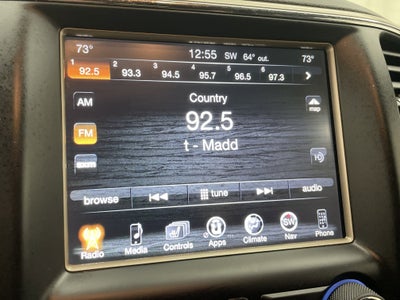 73° 12:55 SW 64° out. 73°
1 92.5 2 93.3 3 94.5 4 95.7 5 96.5 6 97.3
AM
Country
map
92.5
FM
t - Madd
sxm
browse tune audio
Radio Media Controls Apps Climate SW Nav Phone